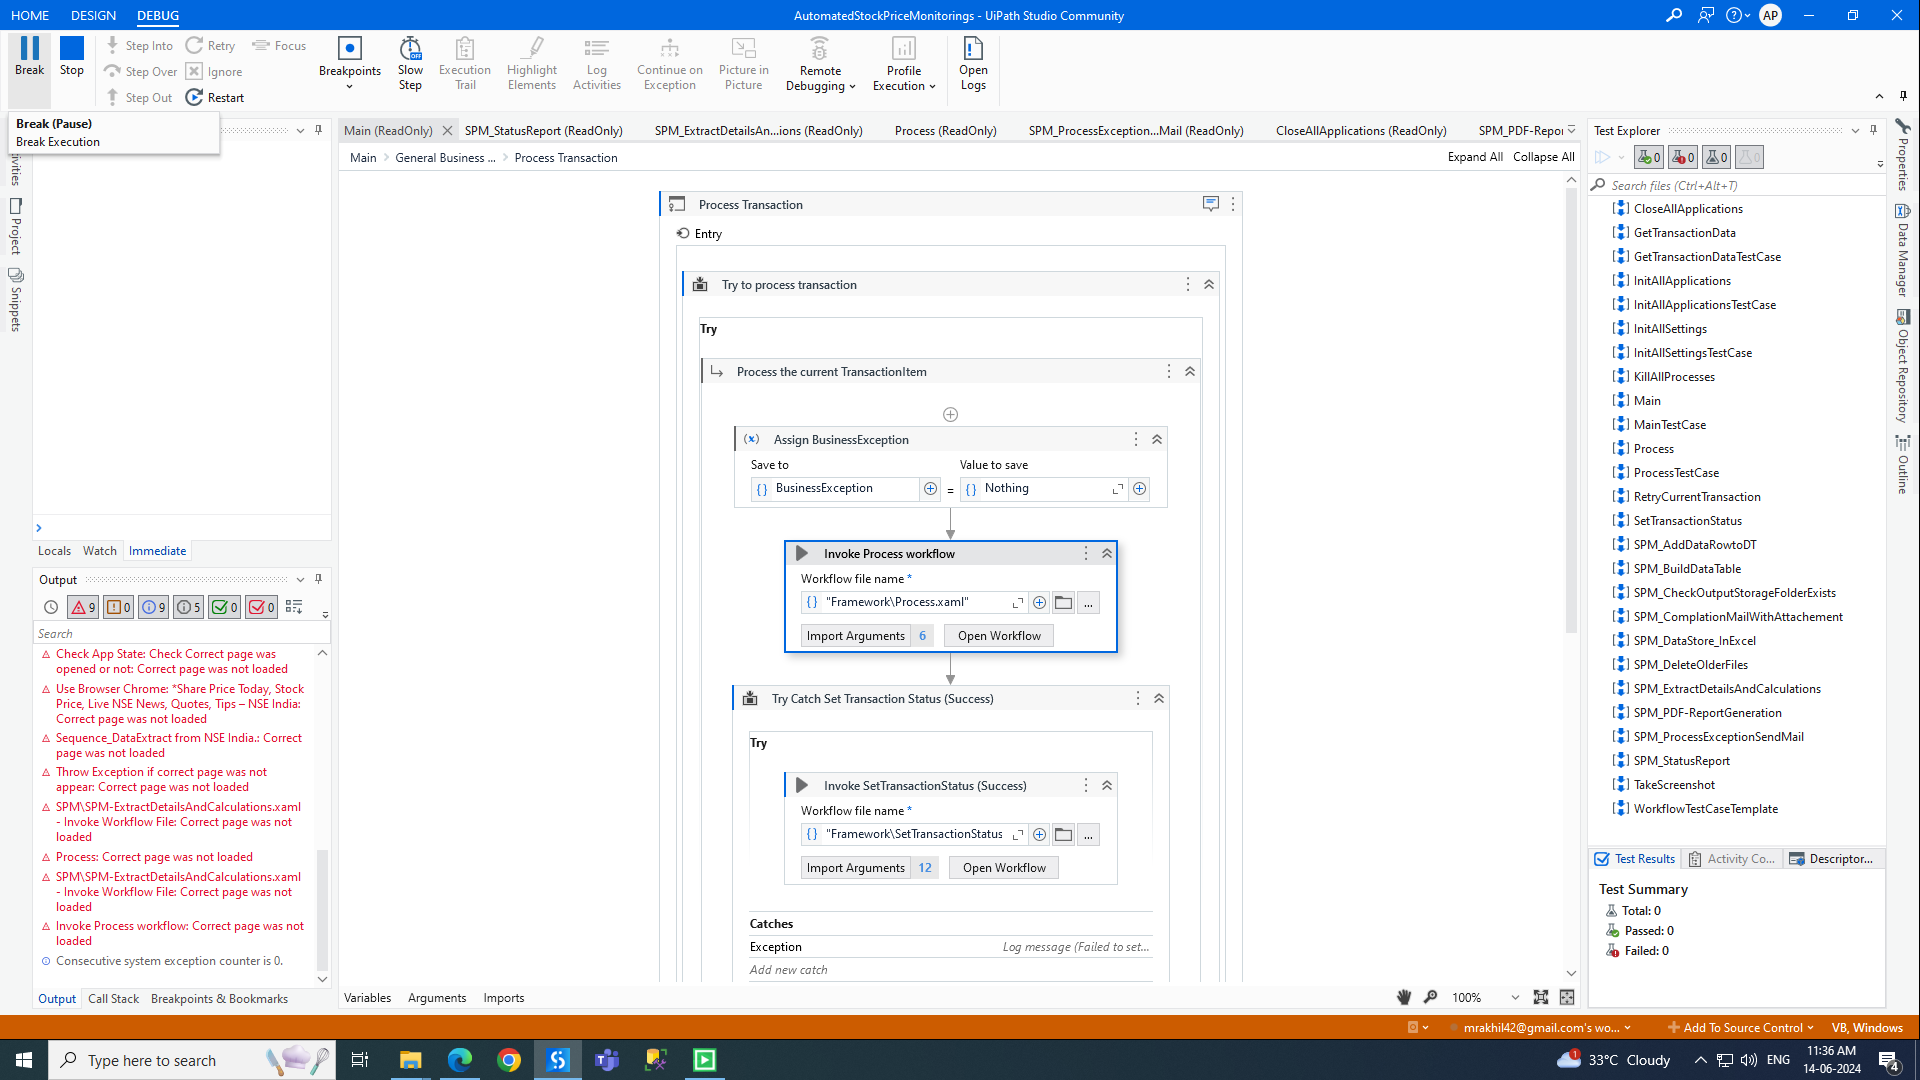 HOME DESIGN DEBUG
AutomatedStockPriceMonitorings - UiPath Studio Community
AP
Break
Stop
Step Into
Step Over
Step Out
Retry
Ignore
Restart
Focus
Breakpoints
Slow Step
Execution Trail
Highlight Elements
Log Activities
Continue on Exception
Picture in Picture
Remote Debugging
Profile Execution
Open Logs
Break (Pause)
Break Execution
Project
Snippets
Main (ReadOnly)
SPM_StatusReport (ReadOnly)
SPM_ExtractDetailsAn...ions (ReadOnly)
Process (ReadOnly)
SPM_ProcessException...Mail (ReadOnly)
CloseAllApplications (ReadOnly)
SPM_PDF-Repor
Main > General Business ... > Process Transaction
Expand All Collapse All
Process Transaction
Entry
Try to process transaction
Try
Process the current TransactionItem
Assign BusinessException
Save to Value to save
BusinessException = Nothing
Invoke Process workflow
Workflow file name *
"Framework\Process.xaml"
...
Import Arguments 6 Open Workflow
Try Catch Set Transaction Status (Success)
Try
Invoke SetTransactionStatus (Success)
Workflow file name *
"Framework\SetTransactionStatus
...
Import Arguments 12 Open Workflow
Catches
Exception Log message (Failed to set...
Add new catch
Variables Arguments Imports
100%
Locals Watch Immediate
Output
9 0 9 5 0 0
Search
Check App State: Check Correct page was
opened or not: Correct page was not loaded
Use Browser Chrome: *Share Price Today, Stock
Price, Live NSE News, Quotes, Tips – NSE India:
Correct page was not loaded
Sequence_DataExtract from NSE India.: Correct
page was not loaded
Throw Exception if correct page was not
appear: Correct page was not loaded
SPM\SPM-ExtractDetailsAndCalculations.xaml
- Invoke Workflow File: Correct page was not
loaded
Process: Correct page was not loaded
SPM\SPM-ExtractDetailsAndCalculations.xaml
- Invoke Workflow File: Correct page was not
loaded
Invoke Process workflow: Correct page was not
loaded
Consecutive system exception counter is 0.
Output Call Stack Breakpoints & Bookmarks
Test Explorer
0 0 0 0
Search files (Ctrl+Alt+T)
CloseAllApplications
GetTransactionData
GetTransactionDataTestCase
InitAllApplications
InitAllApplicationsTestCase
InitAllSettings
InitAllSettingsTestCase
KillAllProcesses
Main
MainTestCase
Process
ProcessTestCase
RetryCurrentTransaction
SetTransactionStatus
SPM_AddDataRowtoDT
SPM_BuildDataTable
SPM_CheckOutputStorageFolderExists
SPM_ComplationMailWithAttachement
SPM_DataStore_InExcel
SPM_DeleteOlderFiles
SPM_ExtractDetailsAndCalculations
SPM_PDF-ReportGeneration
SPM_ProcessExceptionSendMail
SPM_StatusReport
TakeScreenshot
WorkflowTestCaseTemplate
Test Results Activity Co... Descriptor...
Test Summary
Total: 0
Passed: 0
Failed: 0
Properties
Data Manager
Object Repository
Outline
mrakhil42@gmail.com's wo...
Add To Source Control
VB, Windows
Type here to search
1
33°C Cloudy
ENG
11:36 AM
14-06-2024
4